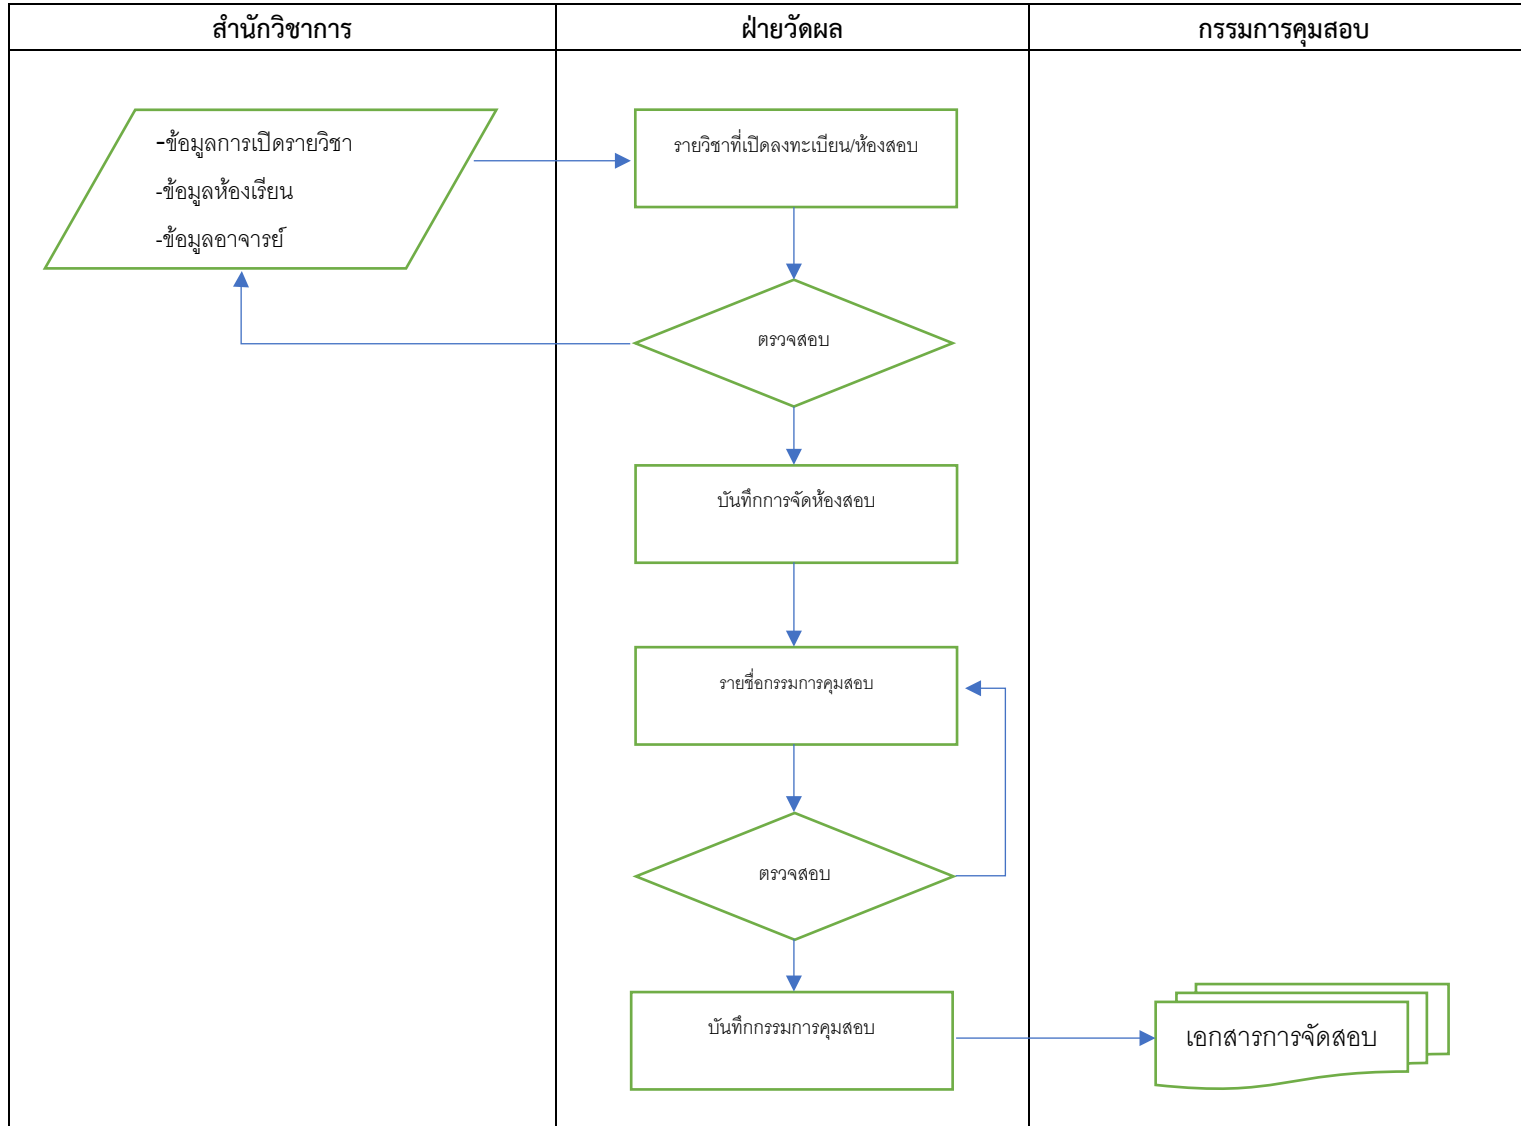 สำนักวิชาการ
ฝ่ายวัดผล
กรรมการคุมสอบ
-ข้อมูลการเปิดรายวิชา
-ข้อมูลห้องเรียน
-ข้อมูลอาจารย์
รายวิชาที่เปิดลงทะเบียน/ห้องสอบ
ตรวจสอบ
บันทึกการจัดห้องสอบ
รายชื่อกรรมการคุมสอบ
ตรวจสอบ
บันทึกกรรมการคุมสอบ
เอกสารการจัดสอบ